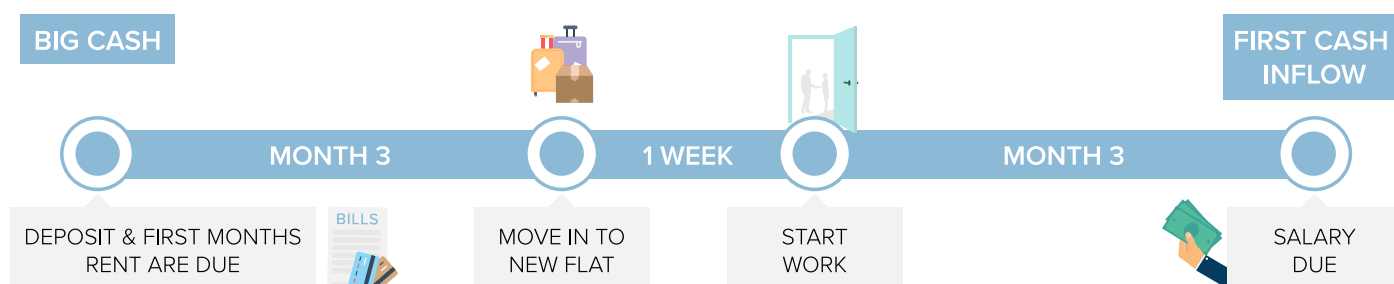 BIG CASH
FIRST CASH
INFLOW
MONTH 3
1 WEEK
MONTH 3
DEPOSIT & FIRST MONTHS
RENT ARE DUE
BILLS
MOVE IN TO
NEW FLAT
START
WORK
SALARY
DUE